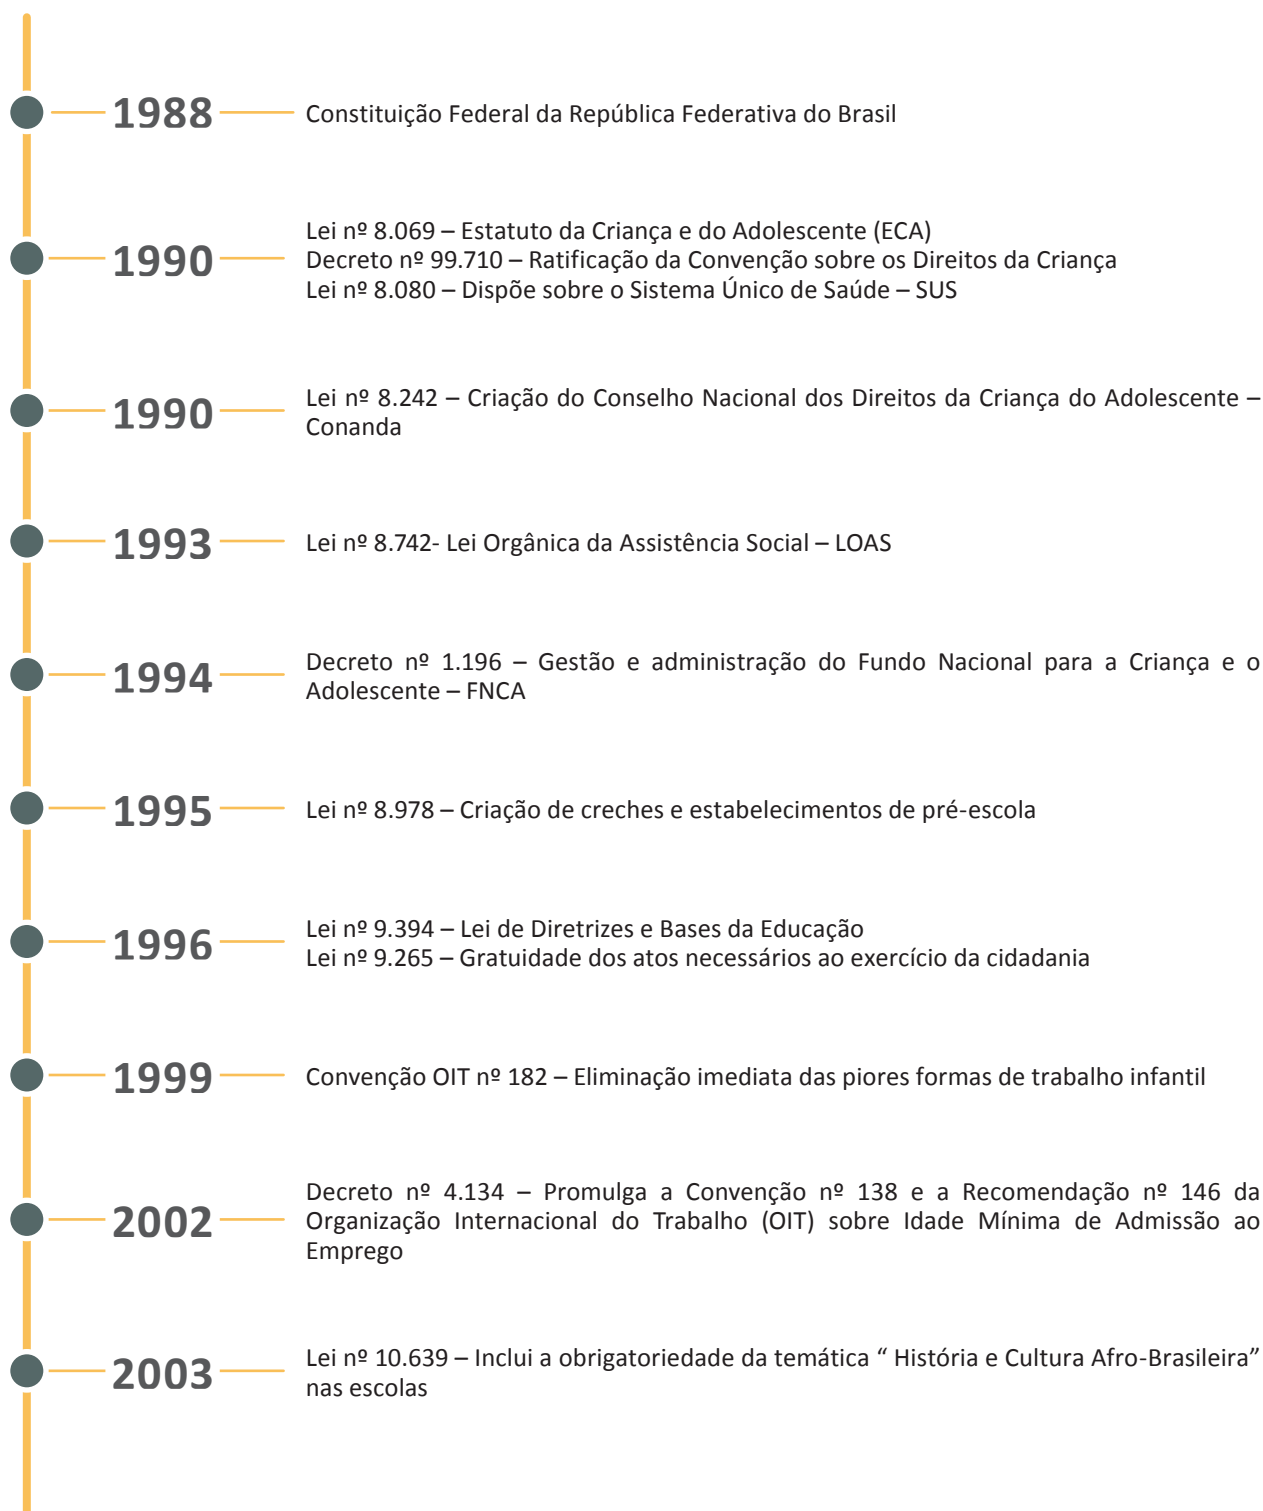 1988
Constituição Federal da República Federativa do Brasil
1990
Lei nº 8.069 – Estatuto da Criança e do Adolescente (ECA)
Decreto nº 99.710 – Ratificação da Convenção sobre os Direitos da Criança
Lei nº 8.080 – Dispõe sobre o Sistema Único de Saúde – SUS
1990
Lei nº 8.242 – Criação do Conselho Nacional dos Direitos da Criança do Adolescente –
Conanda
1993
Lei nº 8.742- Lei Orgânica da Assistência Social – LOAS
1994
Decreto nº 1.196 – Gestão e administração do Fundo Nacional para a Criança e o
Adolescente – FNCA
1995
Lei nº 8.978 – Criação de creches e estabelecimentos de pré-escola
1996
Lei nº 9.394 – Lei de Diretrizes e Bases da Educação
Lei nº 9.265 – Gratuidade dos atos necessários ao exercício da cidadania
1999
Convenção OIT nº 182 – Eliminação imediata das piores formas de trabalho infantil
2002
Decreto nº 4.134 – Promulga a Convenção nº 138 e a Recomendação nº 146 da
Organização Internacional do Trabalho (OIT) sobre Idade Mínima de Admissão ao
Emprego
2003
Lei nº 10.639 – Inclui a obrigatoriedade da temática “ História e Cultura Afro-Brasileira”
nas escolas